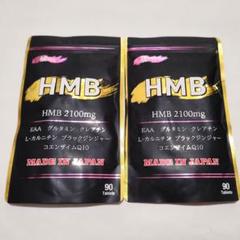 HMB
HMB 2100mg
EAA グルタミン クレアチン
L-カルニチン ブラックジンジャー
コエンザイムQ10
MADE IN JAPAN
90
Tablets
HMB
HMB 2100mg
EAA グルタミン クレアチン
L-カルニチン ブラックジンジャー
コエンザイムQ10
MADE IN JAPAN
90
Tablets